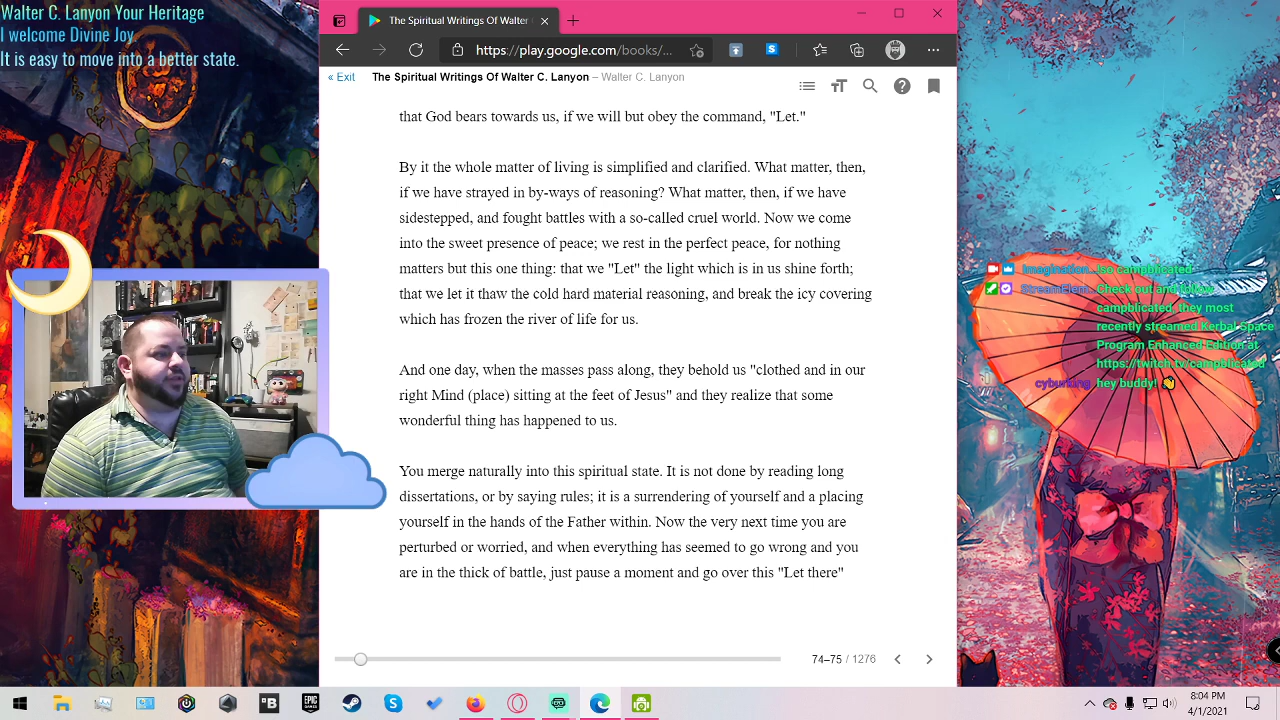 Walter C. Lanyon Your Heritage
I welcome Divine Joy
It is easy to move into a better state.
The Spiritual Writings Of Walter
https://play.google.com/books/...
« Exit
The Spiritual Writings Of Walter C. Lanyon – Walter C. Lanyon
that God bears towards us, if we will but obey the command, "Let."
By it the whole matter of living is simplified and clarified. What matter, then,
if we have strayed in by-ways of reasoning? What matter, then, if we have
sidestepped, and fought battles with a so-called cruel world. Now we come
into the sweet presence of peace; we rest in the perfect peace, for nothing
matters but this one thing: that we "Let" the light which is in us shine forth;
that we let it thaw the cold hard material reasoning, and break the icy covering
which has frozen the river of life for us.
And one day, when the masses pass along, they behold us "clothed and in our
right Mind (place) sitting at the feet of Jesus" and they realize that some
wonderful thing has happened to us.
You merge naturally into this spiritual state. It is not done by reading long
dissertations, or by saying rules; it is a surrendering of yourself and a placing
yourself in the hands of the Father within. Now the very next time you are
perturbed or worried, and when everything has seemed to go wrong and you
are in the thick of battle, just pause a moment and go over this "Let there"
74–75 / 1276
Imagination... !so campblicated
StreamElem... Check out and follow
campblicated, they most
recently streamed Kerbal Space
Program Enhanced Edition at
https://twitch.tv/campblicated
cyburking hey buddy!
EPIC GAMES
8:04 PM
4/1/2021